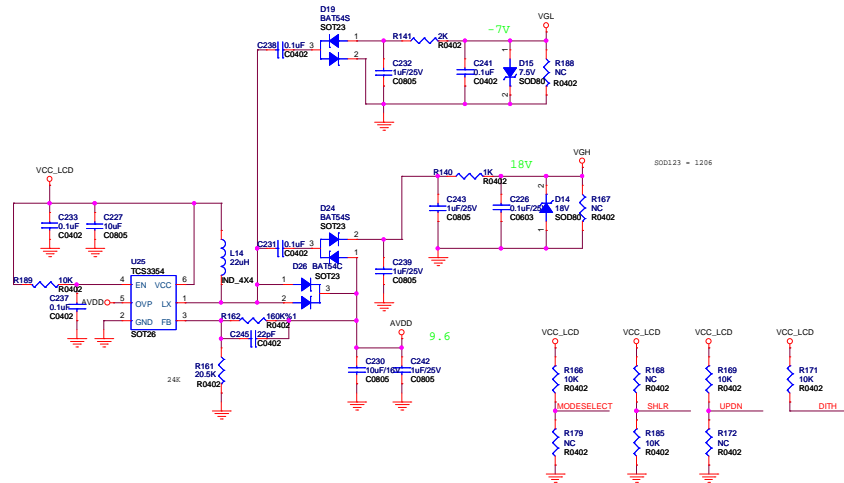 D19
BAT54S
SOT23
C238
0.1uF
C0402
3
1
2
R141
2K
R0402
-7V
VGL
C232
1uF/25V
C0805
C241
0.1uF
C0402
1
2
D15
7.5V
SOD80
R188
NC
R0402
VCC_LCD
C233
0.1uF
C0402
C227
10uF
C0805
L14
22uH
IND_4X4
U25
TCS3354
R189
10K
R0402
C237
0.1uF
C0402
AVDD
4
EN
VCC
6
5
OVP
LX
1
2
GND
FB
3
SOT26
C231
0.1uF
C0402
3
D24
BAT54S
SOT23
2
1
D26
BAT54C
SOT23
1
2
3
R162
160K%1
R0402
C245
22pF
C0402
R161
20.5K
R0402
24K
C239
1uF/25V
C0805
AVDD
9.6
C230
10uF/16V
C0805
C242
1uF/25V
C0805
R140
1K
R0402
18V
VGH
C243
1uF/25V
C0805
C226
0.1uF/25V
C0603
2
1
D14
18V
SOD80
R167
NC
R0402
SOD123 = 1206
VCC_LCD
VCC_LCD
VCC_LCD
VCC_LCD
R166
10K
R0402
R168
NC
R0402
R169
10K
R0402
R171
10K
R0402
MODESELECT
SHLR
UPDN
DITH
R179
NC
R0402
R185
10K
R0402
R172
NC
R0402